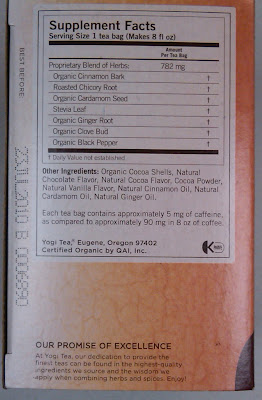 Supplement Facts
Serving Size 1 tea bag (Makes 8 fl oz)
Amount
Per Tea Bag
Proprietary Blend of Herbs: 782 mg
Organic Cinnamon Bark †
Roasted Chicory Root †
Organic Cardamom Seed †
Stevia Leaf †
Organic Ginger Root †
Organic Clove Bud †
Organic Black Pepper †
† Daily Value not established.
Other Ingredients: Organic Cocoa Shells, Natural
Chocolate Flavor, Natural Cocoa Flavor, Cocoa Powder,
Natural Vanilla Flavor, Natural Cinnamon Oil, Natural
Cardamom Oil, Natural Ginger Oil.
Each tea bag contains approximately 5 mg of caffeine,
as compared to approximately 90 mg in 8 oz of coffee.
Yogi Tea® Eugene, Oregon 97402
Certified Organic by QAI, Inc.
K
BEST BEFORE
OUR PROMISE OF EXCELLENCE
At Yogi Tea, our dedication to provide the
finest teas can be found in the highest-quality
ingredients we source and the wisdom we
apply when combining herbs and spices. Enjoy!